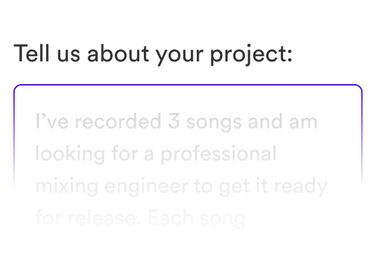 Tell us about your project:
I've recorded 3 songs and am
looking for a professional
mixing engineer to get it ready
for release. Each song